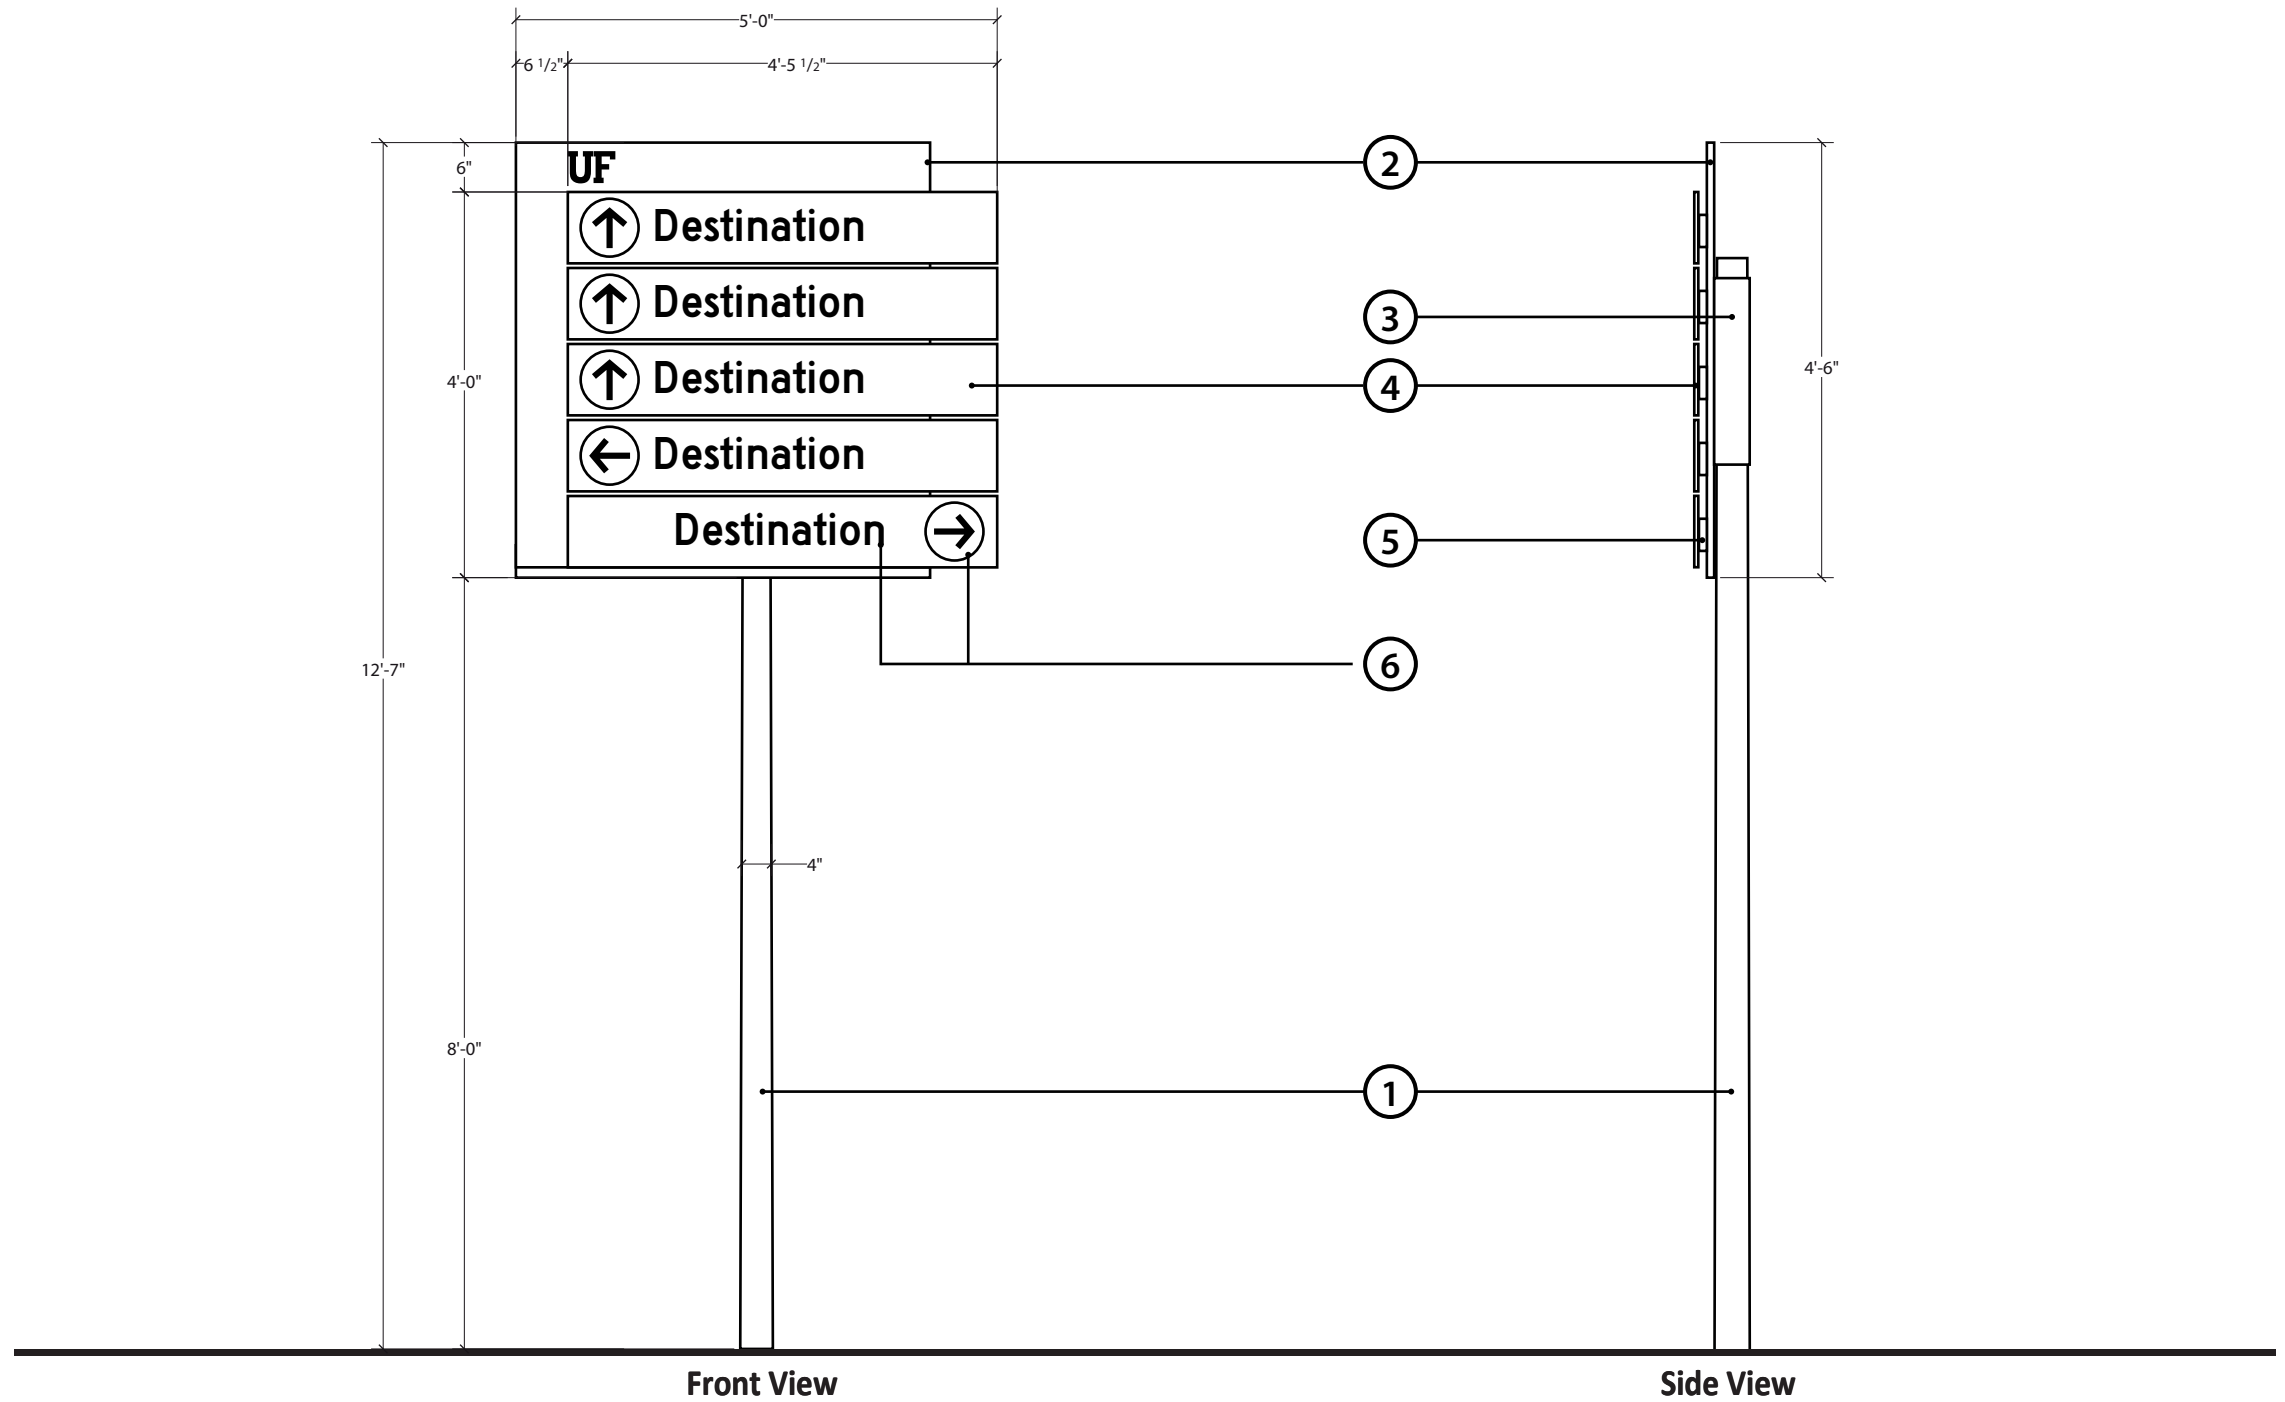 5'-0"
6 1/2" 4'-5 1/2"
UF
6"
2
Destination
Destination
3
Destination
4'-0"
4
4'-6"
Destination
Destination
5
6
12'-7"
4"
8'-0"
1
Front View
Side View